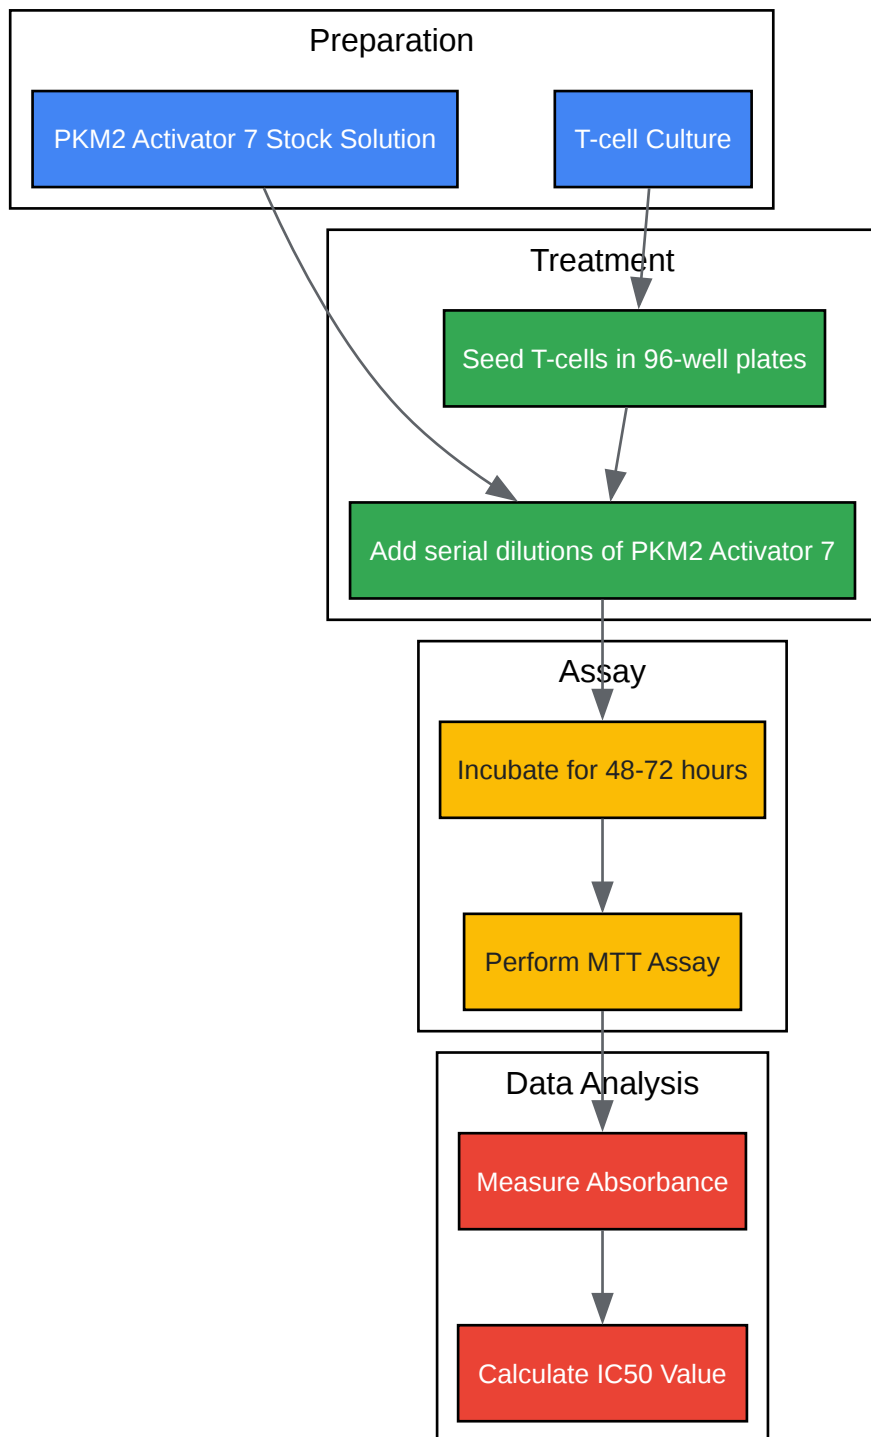 Preparation
PKM2 Activator 7 Stock Solution
T-cell Culture
Treatment
Seed T-cells in 96-well plates
Add serial dilutions of PKM2 Activator 7
Assay
Incubate for 48-72 hours
Perform MTT Assay
Data Analysis
Measure Absorbance
Calculate IC50 Value